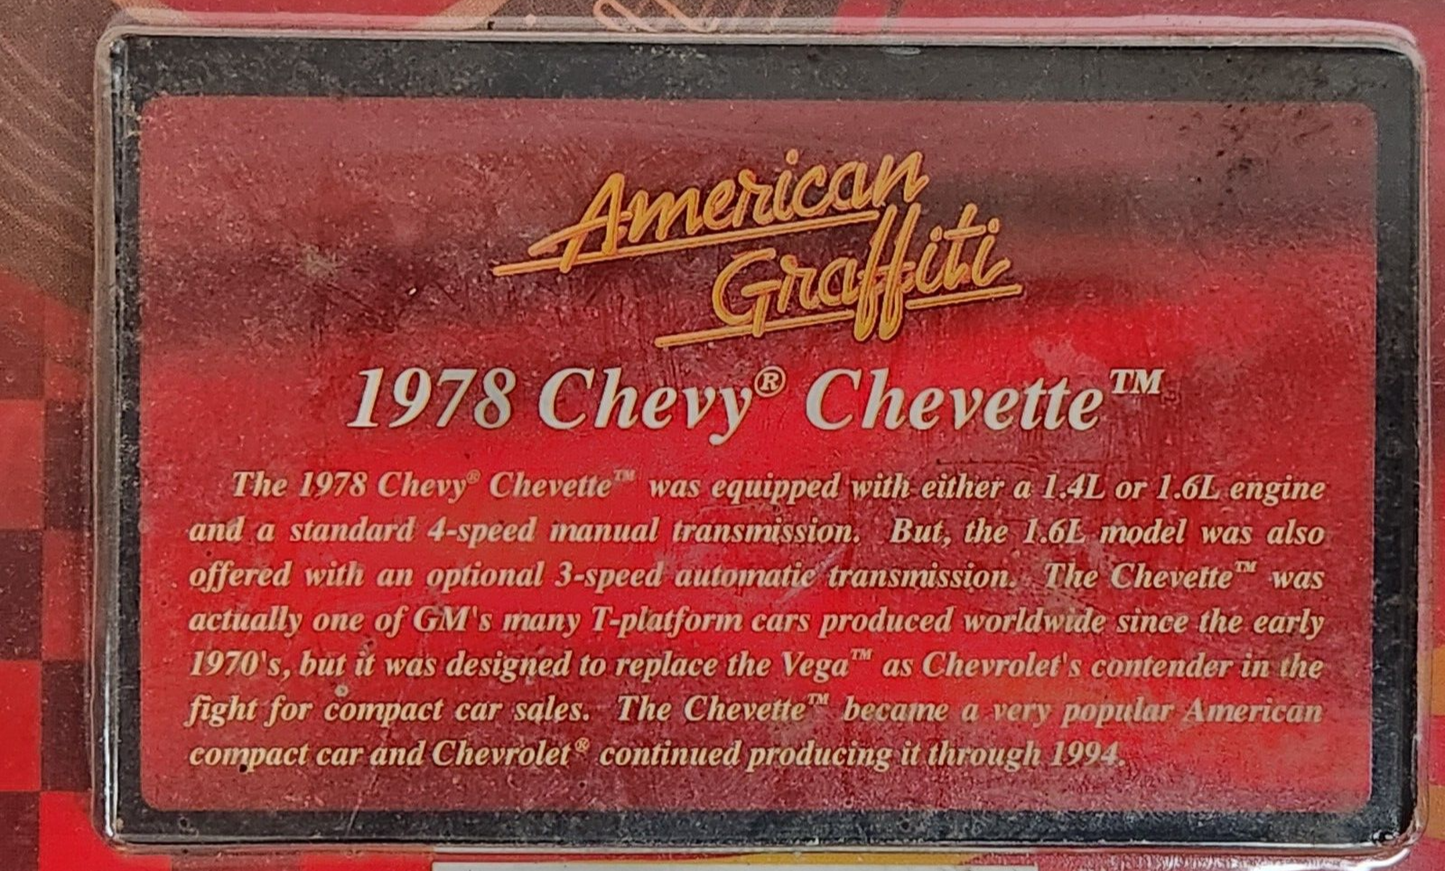 American
Graffiti
1978 Chevy® Chevette™
The 1978 Chevy® Chevette™ was equipped with either a 1.4L or 1.6L engine
and a standard 4-speed manual transmission. But, the 1.6L model was also
offered with an optional 3-speed automatic transmission. The Chevette™ was
actually one of GM's many T-platform cars produced worldwide since the early
1970's, but it was designed to replace the Vega™ as Chevrolet's contender in the
fight for compact car sales. The Chevette™ became a very popular American
compact car and Chevrolet® continued producing it through 1994.